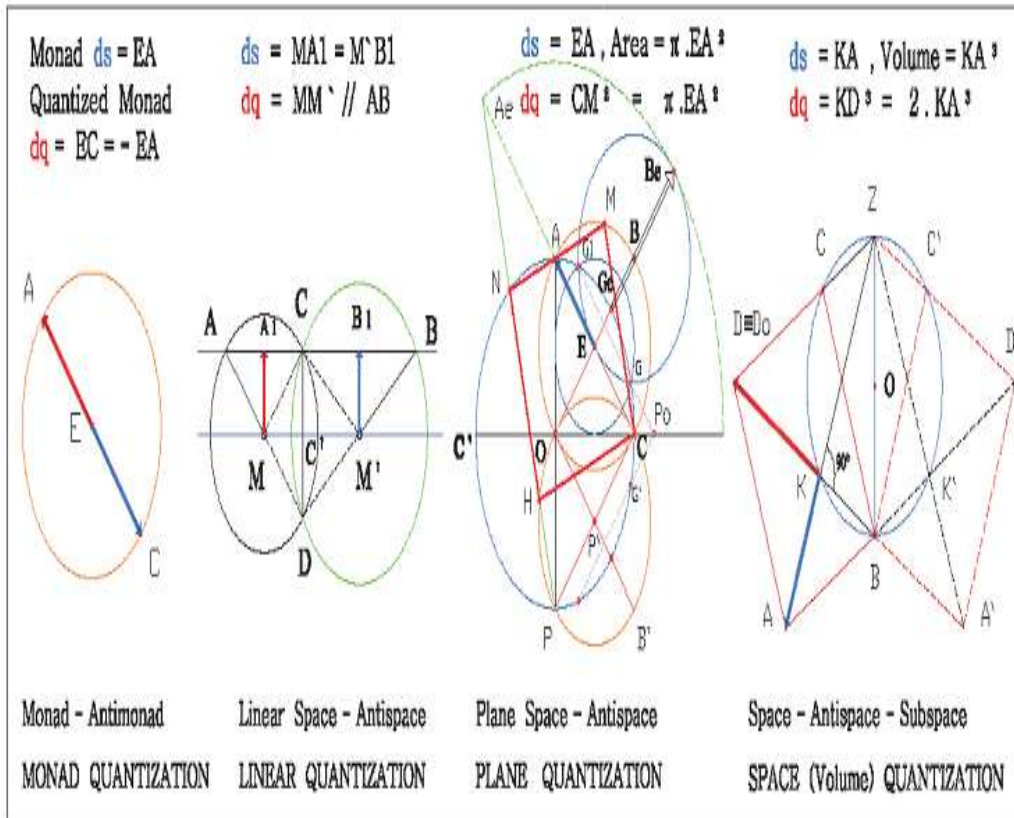 Monad ds = EA
Quantized Monad
dq = EC = - EA
ds = MA1 = M`B1
dq = MM` // AB
ds = EA , Area = π .EA ²
dq = CM ² = π .EA ²
ds = KA , Volume = KA ³
dq = KD ³ = 2 . KA ³
A
E
C
A
A1
C
B1
B
M
C1
M'
D
Ae
Be
M
A
G1
B
N
Ge
E
G
Po
C`
O
C
H
G'
P'
P
B'
Z
C
C`
D≡Do
D
O
K
90°
K`
B
A
A`
Monad - Antimonad
MONAD QUANTIZATION
Linear Space - Antispace
LINEAR QUANTIZATION
Plane Space - Antispace
PLANE QUANTIZATION
Space - Antispace - Subspace
SPACE (Volume) QUANTIZATION